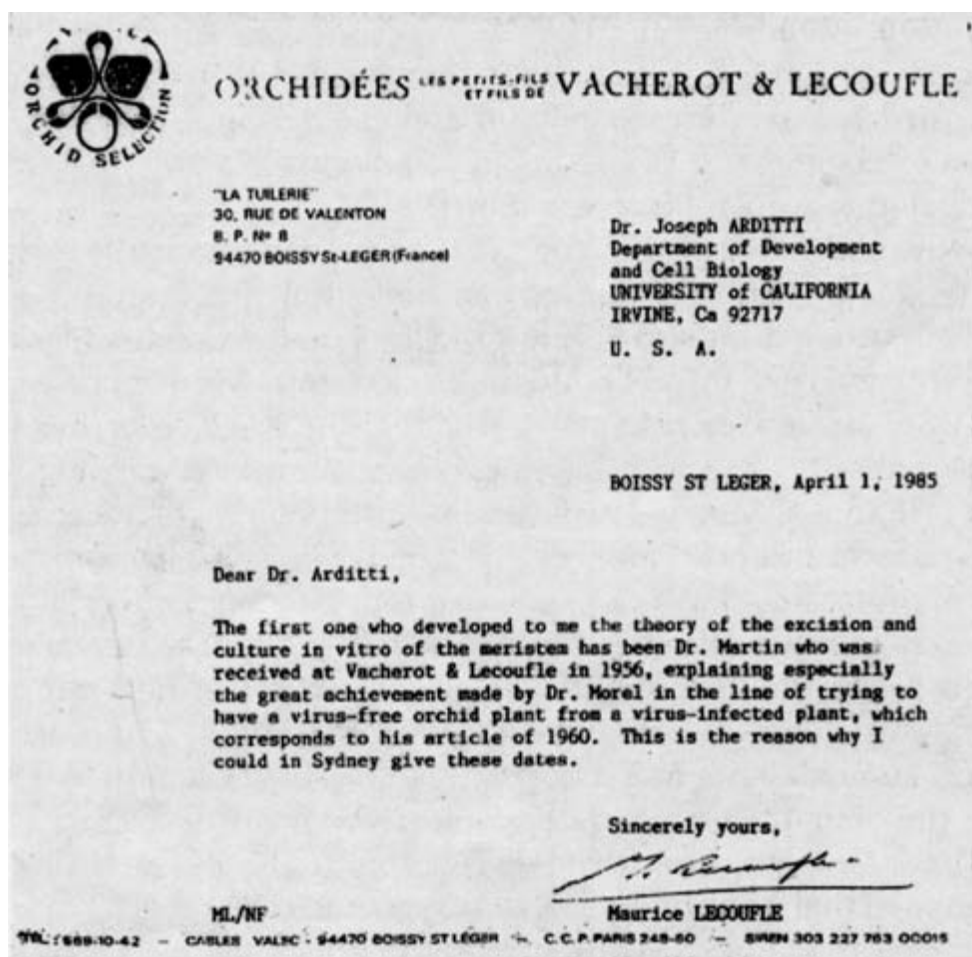 ORCHID SELECTION
ORCHIDÉES LES PETITS-FILS ET FILS DE VACHEROT & LECOUFLE
"LA TUILERIE"
30, RUE DE VALENTON
B. P. Nº 8
94470 BOISSY St-LEGER (France)
Dr. Joseph ARDITTI
Department of Development
and Cell Biology
UNIVERSITY of CALIFORNIA
IRVINE, Ca 92717
U. S. A.
BOISSY ST LEGER, April 1, 1985
Dear Dr. Arditti,
The first one who developed to me the theory of the excision and
culture in vitro of the meristem has been Dr. Martin who was
received at Vacherot & Lecoufle in 1956, explaining especially
the great achievement made by Dr. Morel in the line of trying to
have a virus-free orchid plant from a virus-infected plant, which
corresponds to his article of 1960. This is the reason why I
could in Sydney give these dates.
Sincerely yours,
M. Lecoufle
ML/NF
Maurice LECOUFLE
TEL. : 569-10-42 — CABLES VALEC - 94470 BOISSY ST LÉGER — C.C.P. PARIS 248-60 — SIREN 303 227 763 00015